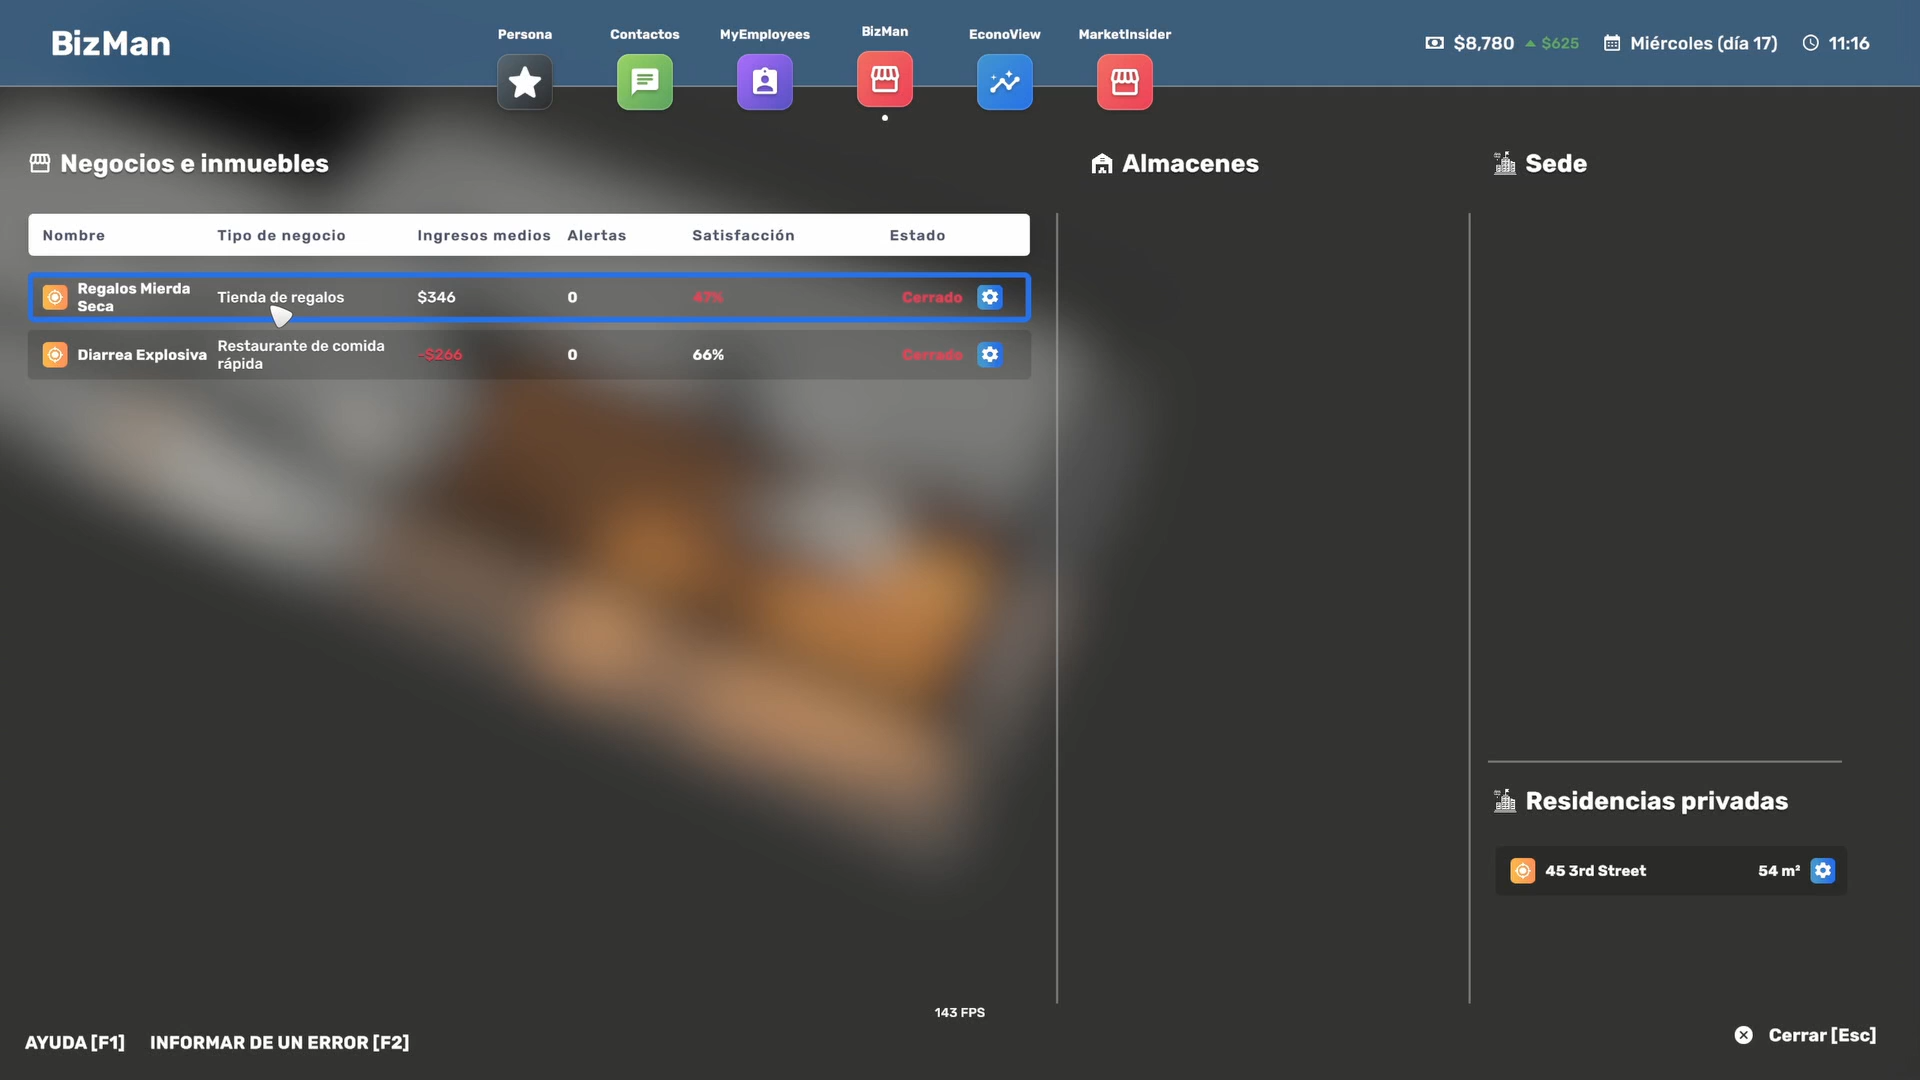 BizMan
Persona
Contactos
MyEmployees
BizMan
EconoView
MarketInsider
$8,780
$625
Miércoles (día 17)
11:16
Negocios e inmuebles
Almacenes
Sede
Nombre
Tipo de negocio
Ingresos medios
Alertas
Satisfacción
Estado
Regalos Mierda
Seca
Tienda de regalos
$346
0
47%
Cerrado
Diarrea Explosiva
Restaurante de comida
rápida
-$266
0
66%
Cerrado
Residencias privadas
45 3rd Street
54 m²
143 FPS
AYUDA [F1]
INFORMAR DE UN ERROR [F2]
Cerrar [Esc]